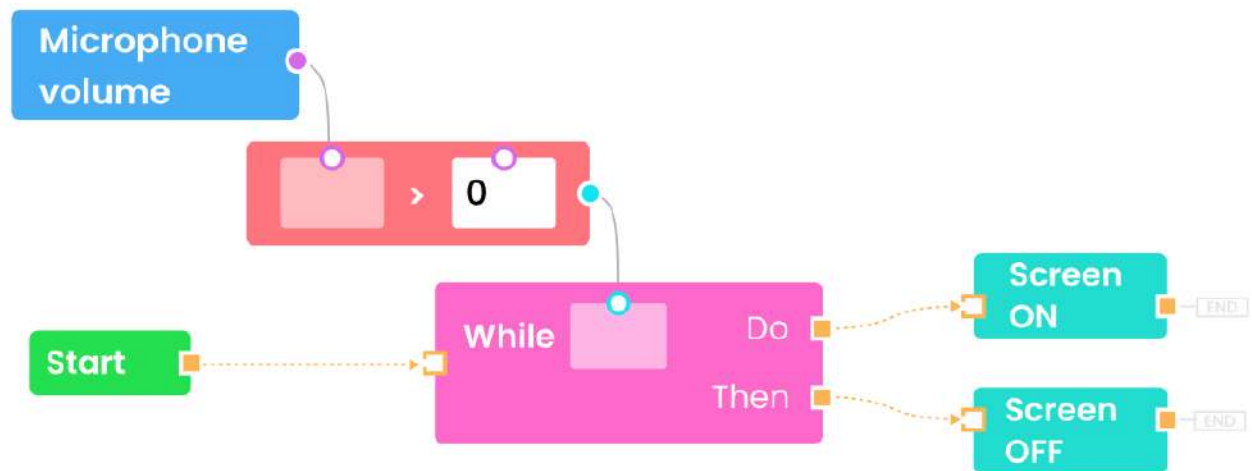 Microphone
volume
> 0
Start
While
Do
Then
Screen
ON
END
Screen
OFF
END